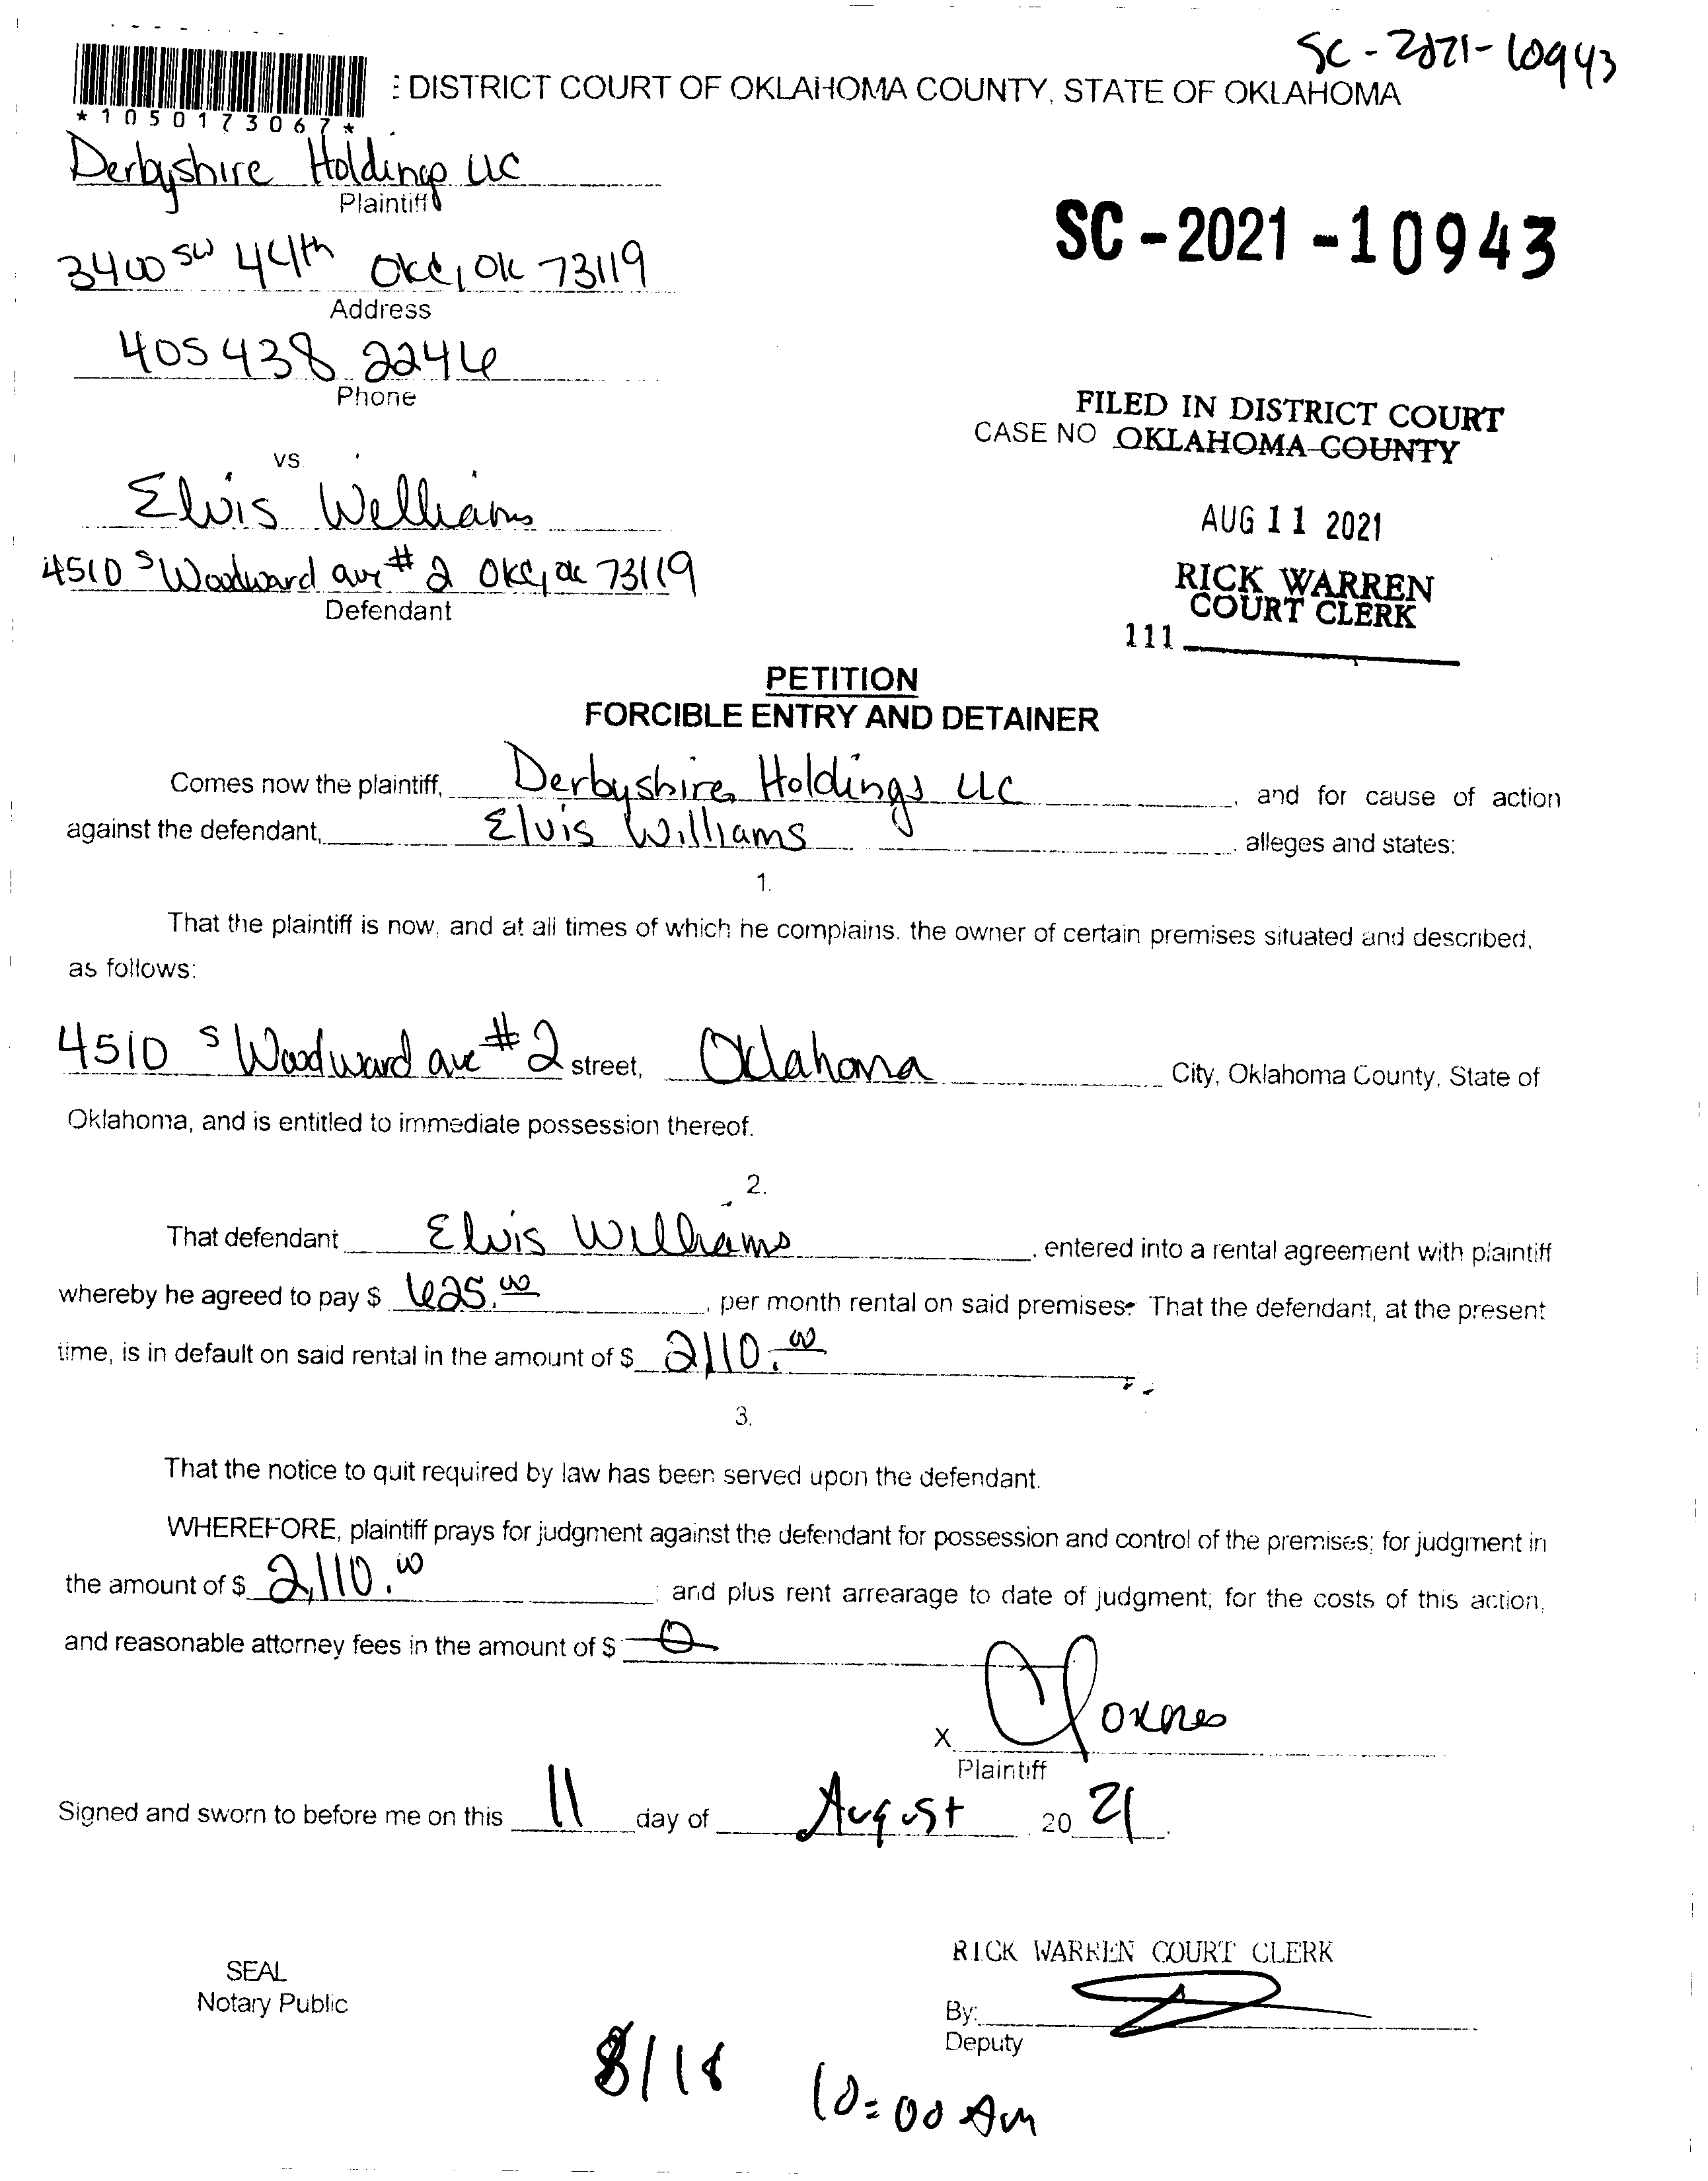 SC-2021-10943
: DISTRICT COURT OF OKLAHOMA COUNTY, STATE OF OKLAHOMA
*1050173067*
Derbyshire Holdings LLC
Plaintiff
SC-2021-10943
3400 SW 44th OKC, OK 73119
Address
405 438 2246
Phone
FILED IN DISTRICT COURT
CASE NO OKLAHOMA COUNTY
vs
Elvis Williams
AUG 11 2021
4510 S Woodward ave # 2 OKC, OK 73119
Defendant
RICK WARREN
COURT CLERK
111
PETITION
FORCIBLE ENTRY AND DETAINER
Comes now the plaintiff, Derbyshire Holdings LLC, and for cause of action
against the defendant, Elvis Williams alleges and states:
1.
That the plaintiff is now, and at all times of which he complains, the owner of certain premises situated and described,
as follows:
4510 S Woodward ave # 2 street, Oklahoma City, Oklahoma County, State of
Oklahoma, and is entitled to immediate possession thereof.
2.
That defendant Elvis Williams, entered into a rental agreement with plaintiff
whereby he agreed to pay $ 625.00, per month rental on said premises. That the defendant, at the present
time, is in default on said rental in the amount of $ 2110.00
3.
That the notice to quit required by law has been served upon the defendant.
WHEREFORE, plaintiff prays for judgment against the defendant for possession and control of the premises; for judgment in
the amount of $ 2,110.00; and plus rent arrearage to date of judgment; for the costs of this action,
and reasonable attorney fees in the amount of $ 0
X
Plaintiff
Signed and sworn to before me on this 11 day of August 2021.
RICK WARREN COURT CLERK
SEAL
Notary Public
By:
Deputy
8/18 10:00 AM